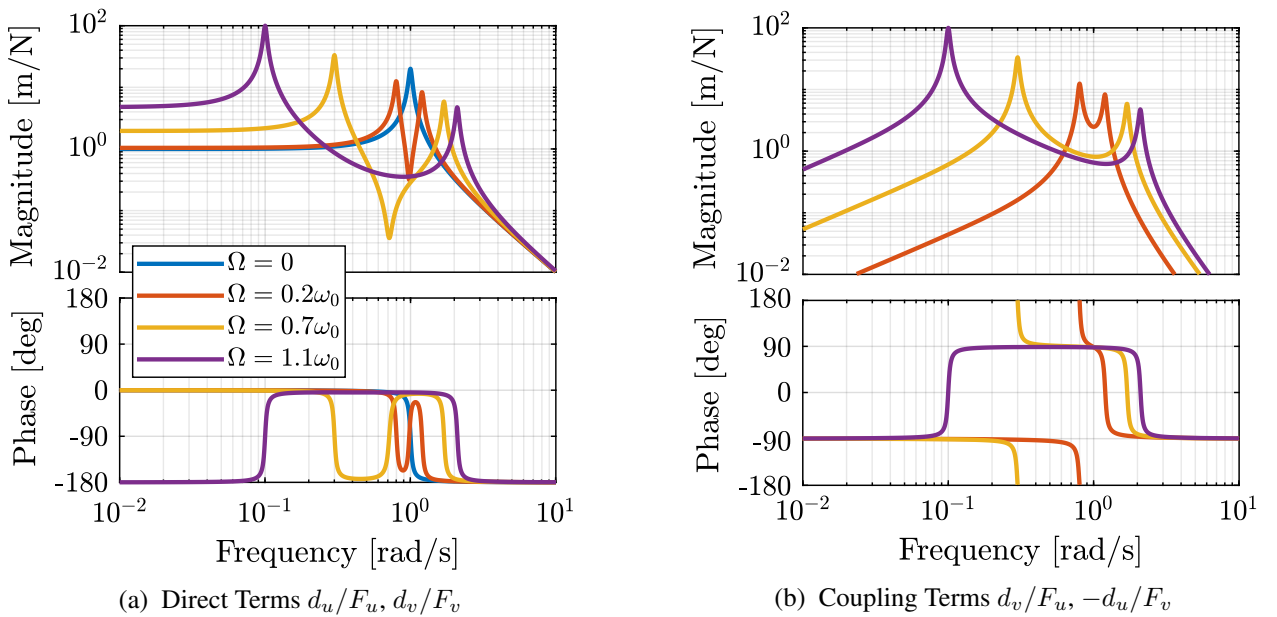 Magnitude [m/N]
10^2
10^0
10^{-2}
Ω = 0
Ω = 0.2ω_0
Ω = 0.7ω_0
Ω = 1.1ω_0
Phase [deg]
180
90
0
-90
-180
10^{-2} 10^{-1} 10^0 10^1
Frequency [rad/s]
(a) Direct Terms d_u/F_u, d_v/F_v
Magnitude [m/N]
10^2
10^0
10^{-2}
Phase [deg]
180
90
0
-90
-180
10^{-2} 10^{-1} 10^0 10^1
Frequency [rad/s]
(b) Coupling Terms d_v/F_u, −d_u/F_v